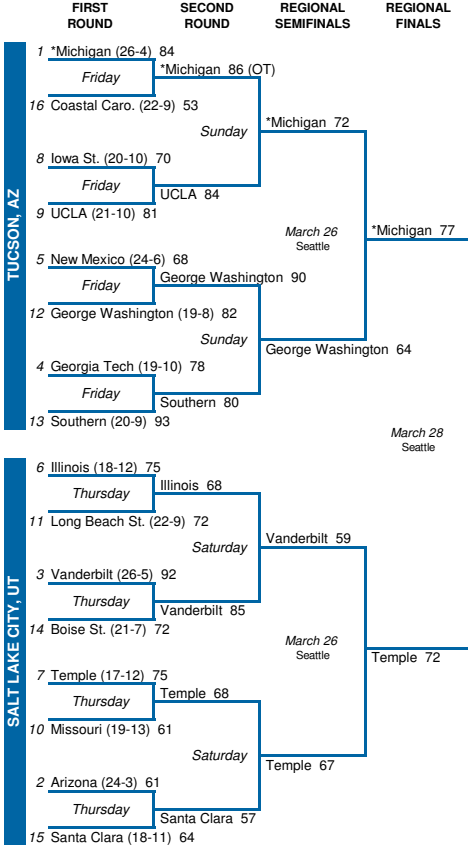 FIRST ROUND
SECOND ROUND
REGIONAL SEMIFINALS
REGIONAL FINALS
TUCSON, AZ
1 *Michigan (26-4) 84
Friday
*Michigan 86 (OT)
16 Coastal Caro. (22-9) 53
Sunday
*Michigan 72
8 Iowa St. (20-10) 70
Friday
UCLA 84
9 UCLA (21-10) 81
March 26
Seattle
*Michigan 77
5 New Mexico (24-6) 68
Friday
George Washington 90
12 George Washington (19-8) 82
Sunday
George Washington 64
4 Georgia Tech (19-10) 78
Friday
Southern 80
13 Southern (20-9) 93
March 28
Seattle
SALT LAKE CITY, UT
6 Illinois (18-12) 75
Thursday
Illinois 68
11 Long Beach St. (22-9) 72
Saturday
Vanderbilt 59
3 Vanderbilt (26-5) 92
Thursday
Vanderbilt 85
14 Boise St. (21-7) 72
March 26
Seattle
Temple 72
7 Temple (17-12) 75
Thursday
Temple 68
10 Missouri (19-13) 61
Saturday
Temple 67
2 Arizona (24-3) 61
Thursday
Santa Clara 57
15 Santa Clara (18-11) 64